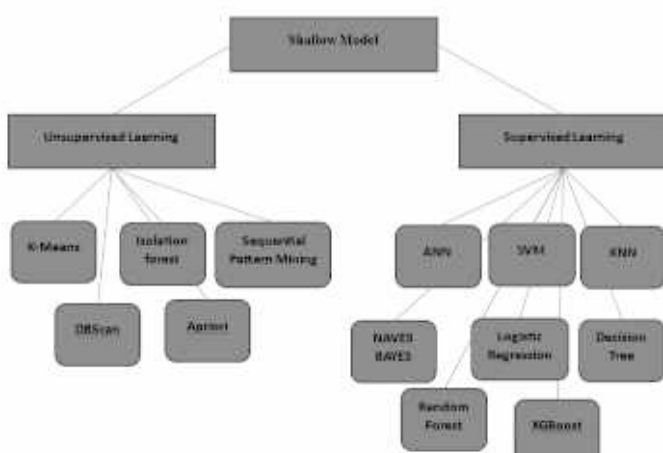 Shallow Model
Unsupervised Learning
Supervised Learning
K-Means
Isolation
forest
Sequential
Pattern Mining
ANN
SVM
KNN
DBScan
Apriori
NAVES
BAYES
Logistic
Regression
Decision
Tree
Random
Forest
XGBoost